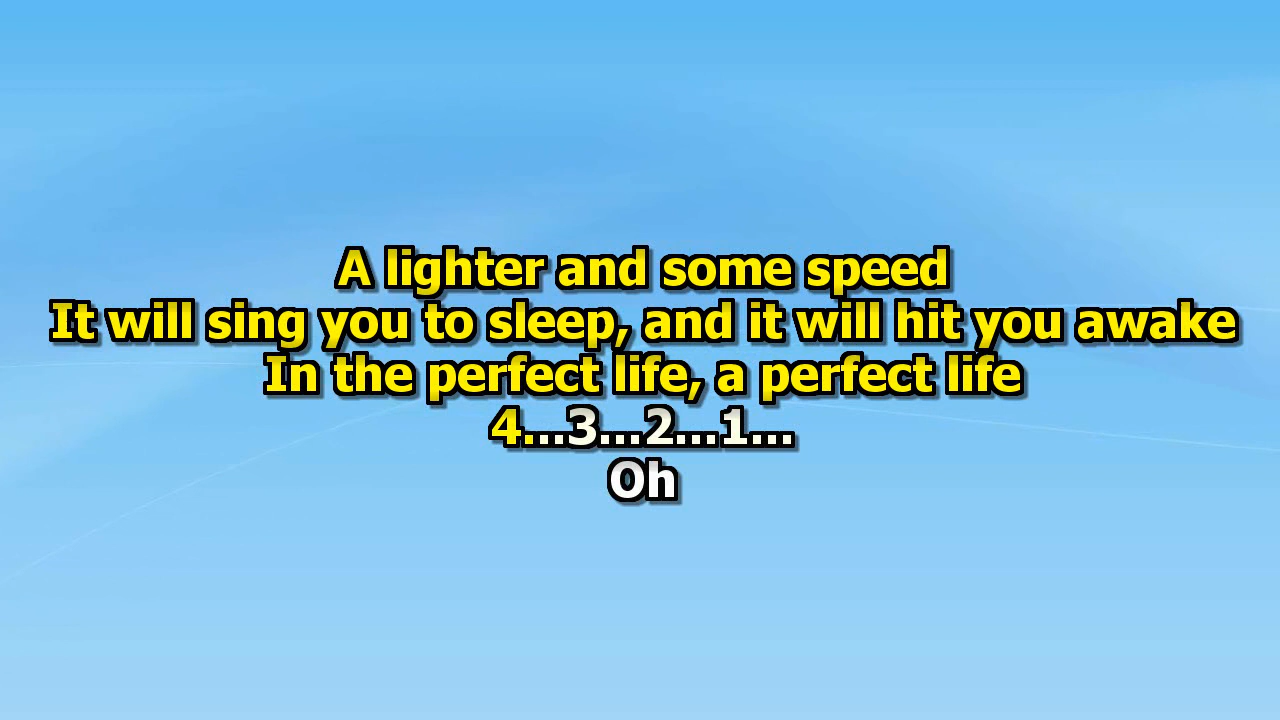 A lighter and some speed
It will sing you to sleep, and it will hit you awake
In the perfect life, a perfect life
4...3...2...1...
Oh